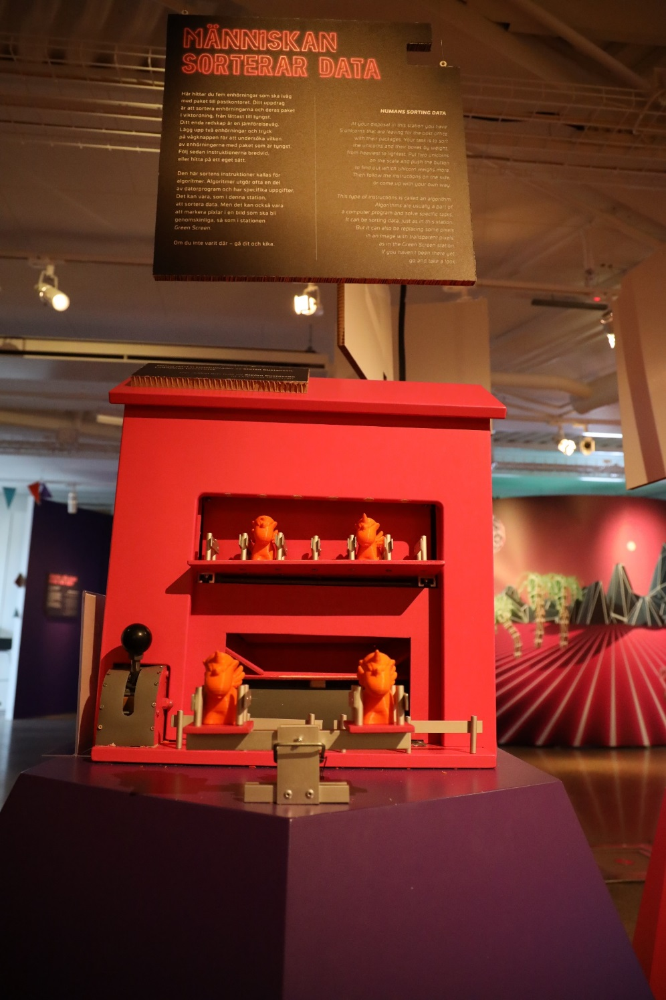 MÄNNISKAN
SORTERAR DATA
Här hittar du fem enhörningar som ska iväg
med paket till postkontoret. Ditt uppdrag
är att sortera enhörningarna och deras paket
i viktordning, från lättast till tyngst.
Ditt enda redskap är en jämförelsevåg.
Lägg upp två enhörningar och tryck
på vågknappen för att undersöka vilken
av enhörningarna med paket som är tyngst.
Följ sedan instruktionerna bredvid,
eller hitta på ett eget sätt.
Den här sortens instruktioner kallas för
algoritmer. Algoritmer utgör ofta en del
av datorprogram och har specifika uppgifter.
Det kan vara, som i denna station,
att sortera data. Men det kan också vara
att markera pixlar i en bild som ska bli
genomskinliga, så som i stationen
Green Screen.
Om du inte varit där – gå dit och kika.
HUMANS SORTING DATA
At your disposal in this station you have
5 unicorns that are leaving for the post office
with their packages. Your task is to sort
the unicorns and their boxes by weight,
from heaviest to lightest. Put two unicorns
on the scale and push the button
to find out which unicorn weighs more.
Then follow the instructions on the side
or come up with your own way.
This type of instructions is called an algorithm.
Algorithms are usually a part of
a computer program and solve specific tasks.
It can be sorting data, just as in this station.
But it can also be replacing some pixels
in an image with transparent pixels,
as in the Green Screen station.
If you haven't been there yet,
go and take a look.